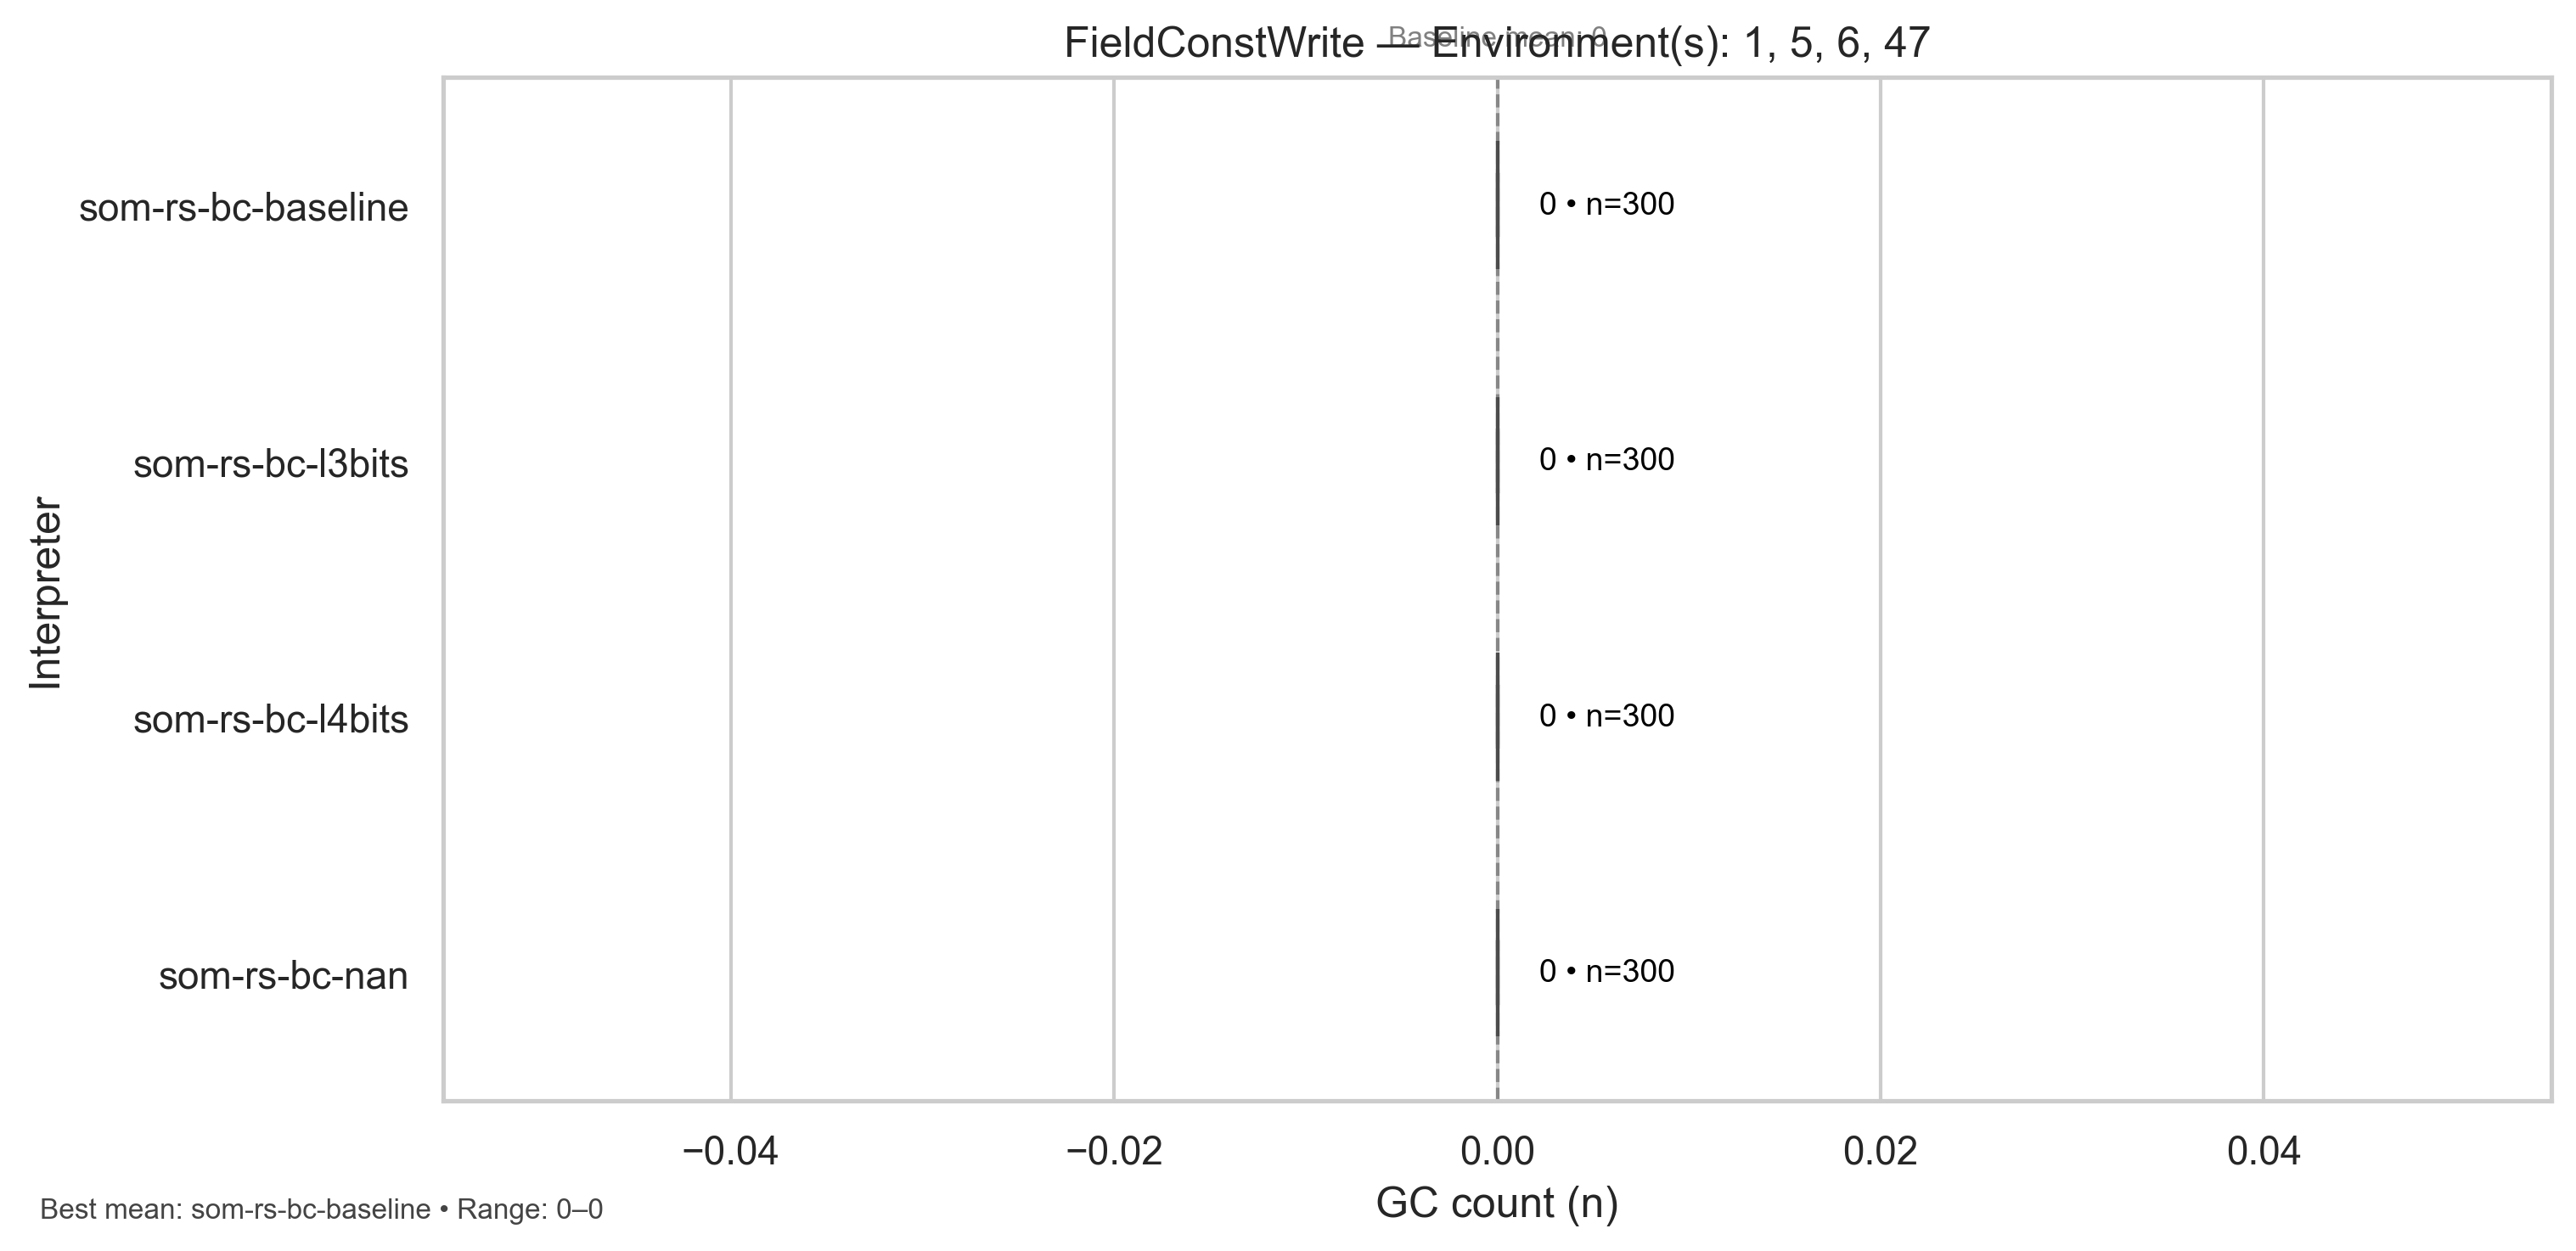 FieldConstWrite — Environment(s): 1, 5, 6, 47
Baseline mean: 0
Interpreter
som-rs-bc-baseline
0 • n=300
som-rs-bc-l3bits
0 • n=300
som-rs-bc-l4bits
0 • n=300
som-rs-bc-nan
0 • n=300
−0.04 −0.02 0.00 0.02 0.04
GC count (n)
Best mean: som-rs-bc-baseline • Range: 0–0